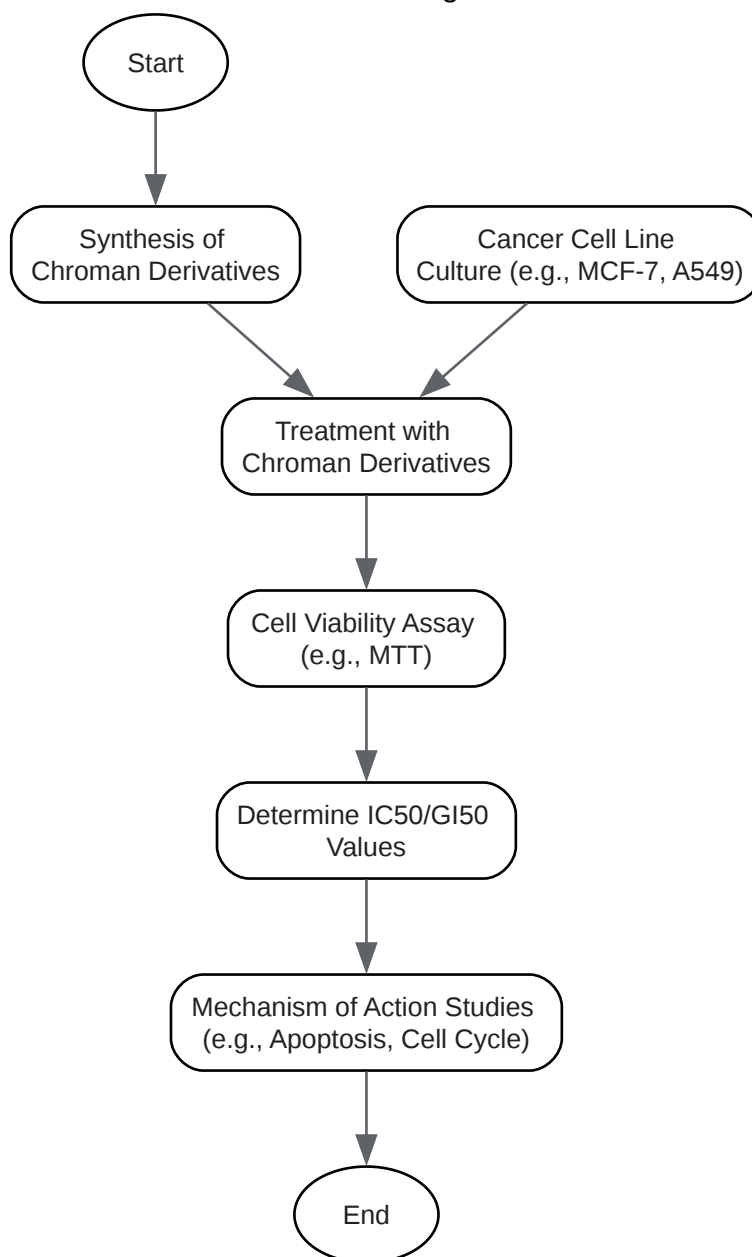 Start
Synthesis of
Chroman Derivatives
Cancer Cell Line
Culture (e.g., MCF-7, A549)
Treatment with
Chroman Derivatives
Cell Viability Assay
(e.g., MTT)
Determine IC50/GI50
Values
Mechanism of Action Studies
(e.g., Apoptosis, Cell Cycle)
End